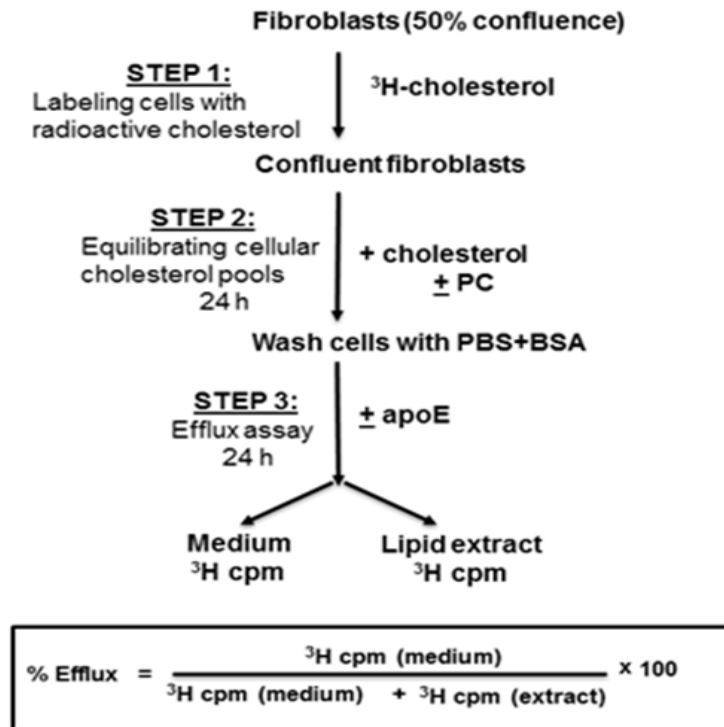 Fibroblasts (50% confluence)
STEP 1:
Labeling cells with
radioactive cholesterol
³H-cholesterol
Confluent fibroblasts
STEP 2:
Equilibrating cellular
cholesterol pools
24 h
+ cholesterol
± PC
Wash cells with PBS+BSA
STEP 3:
Efflux assay
24 h
± apoE
Medium
³H cpm
Lipid extract
³H cpm
% Efflux = ³H cpm (medium) / ³H cpm (medium) + ³H cpm (extract) x 100